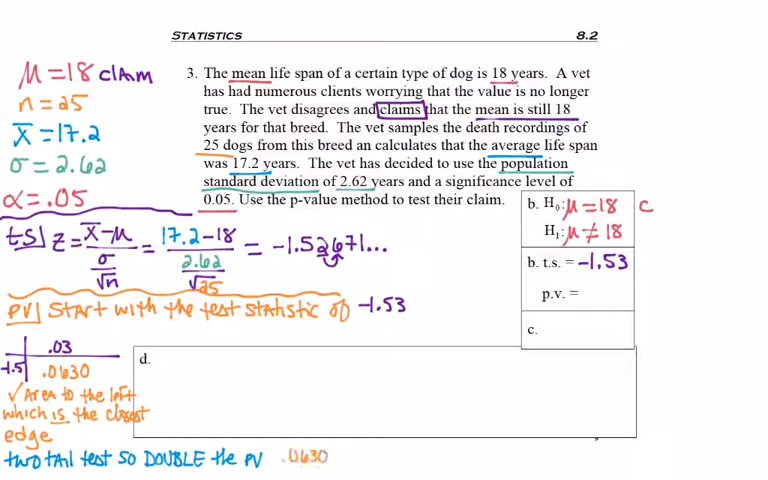 STATISTICS 8.2
μ = 18 claim
n = 25
x̄ = 17.2
σ = 2.62
α = .05
3. The mean life span of a certain type of dog is 18 years. A vet
has had numerous clients worrying that the value is no longer
true. The vet disagrees and claims that the mean is still 18
years for that breed. The vet samples the death recordings of
25 dogs from this breed an calculates that the average life span
was 17.2 years. The vet has decided to use the population
standard deviation of 2.62 years and a significance level of
0.05. Use the p-value method to test their claim.
b. H₀: μ = 18 C
H₁: μ ≠ 18
b. t.s. = -1.53
p.v. =
c.
ts| z = (x̄ - μ)/(σ/√n) = (17.2 - 18)/(2.62/√25) = -1.52671...
PV| Start with the test statistic of -1.53
.03
-1.5 .0630
✓ Area to the left
which is the closest
edge
two tail test so DOUBLE the PV .0630
d.